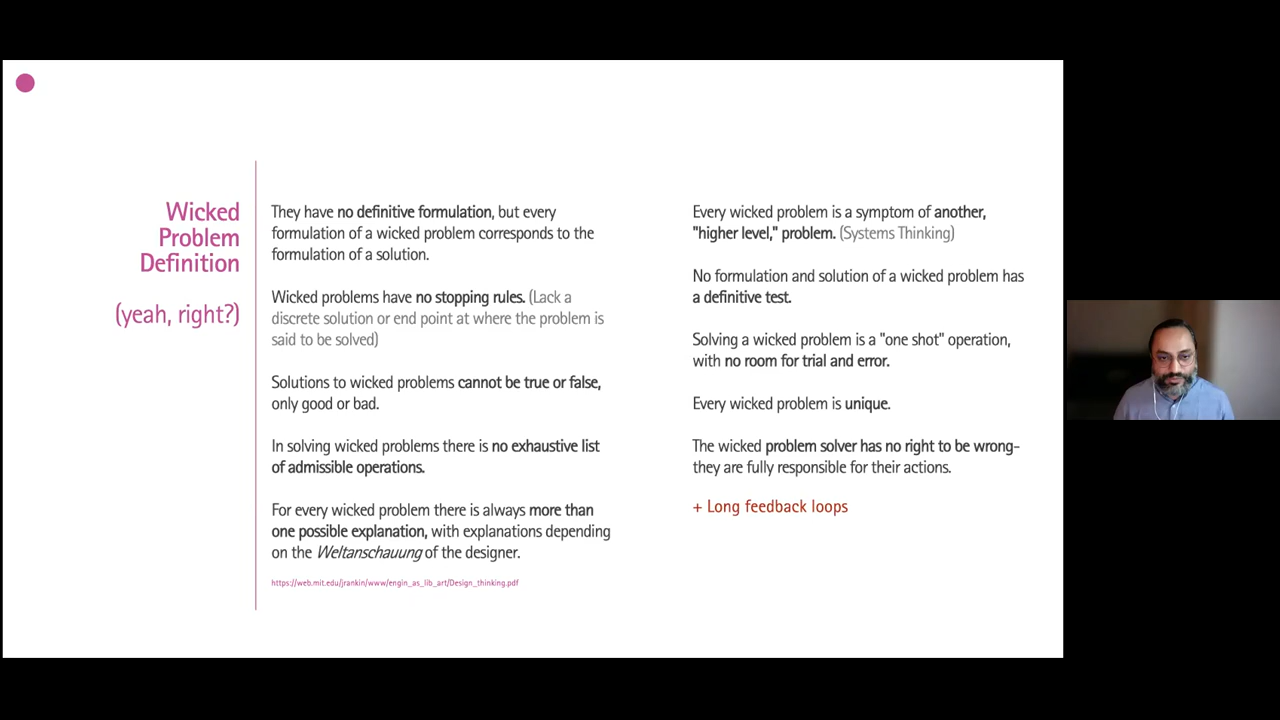 Wicked
Problem
Definition
(yeah, right?)
They have no definitive formulation, but every
formulation of a wicked problem corresponds to the
formulation of a solution.
Wicked problems have no stopping rules. (Lack a
discrete solution or end point at where the problem is
said to be solved)
Solutions to wicked problems cannot be true or false,
only good or bad.
In solving wicked problems there is no exhaustive list
of admissible operations.
For every wicked problem there is always more than
one possible explanation, with explanations depending
on the Weltanschauung of the designer.
https://web.mit.edu/jrankin/www/engin_as_lib_art/Design_thinking.pdf
Every wicked problem is a symptom of another,
"higher level," problem. (Systems Thinking)
No formulation and solution of a wicked problem has
a definitive test.
Solving a wicked problem is a "one shot" operation,
with no room for trial and error.
Every wicked problem is unique.
The wicked problem solver has no right to be wrong-
they are fully responsible for their actions.
+ Long feedback loops